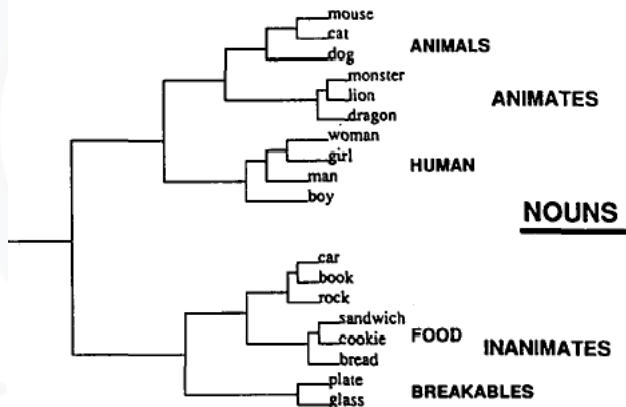 mouse
cat
dog
ANIMALS
monster
lion
dragon
ANIMATES
woman
girl
man
boy
HUMAN
NOUNS
car
book
rock
sandwich
cookie
bread
FOOD
INANIMATES
plate
glass
BREAKABLES